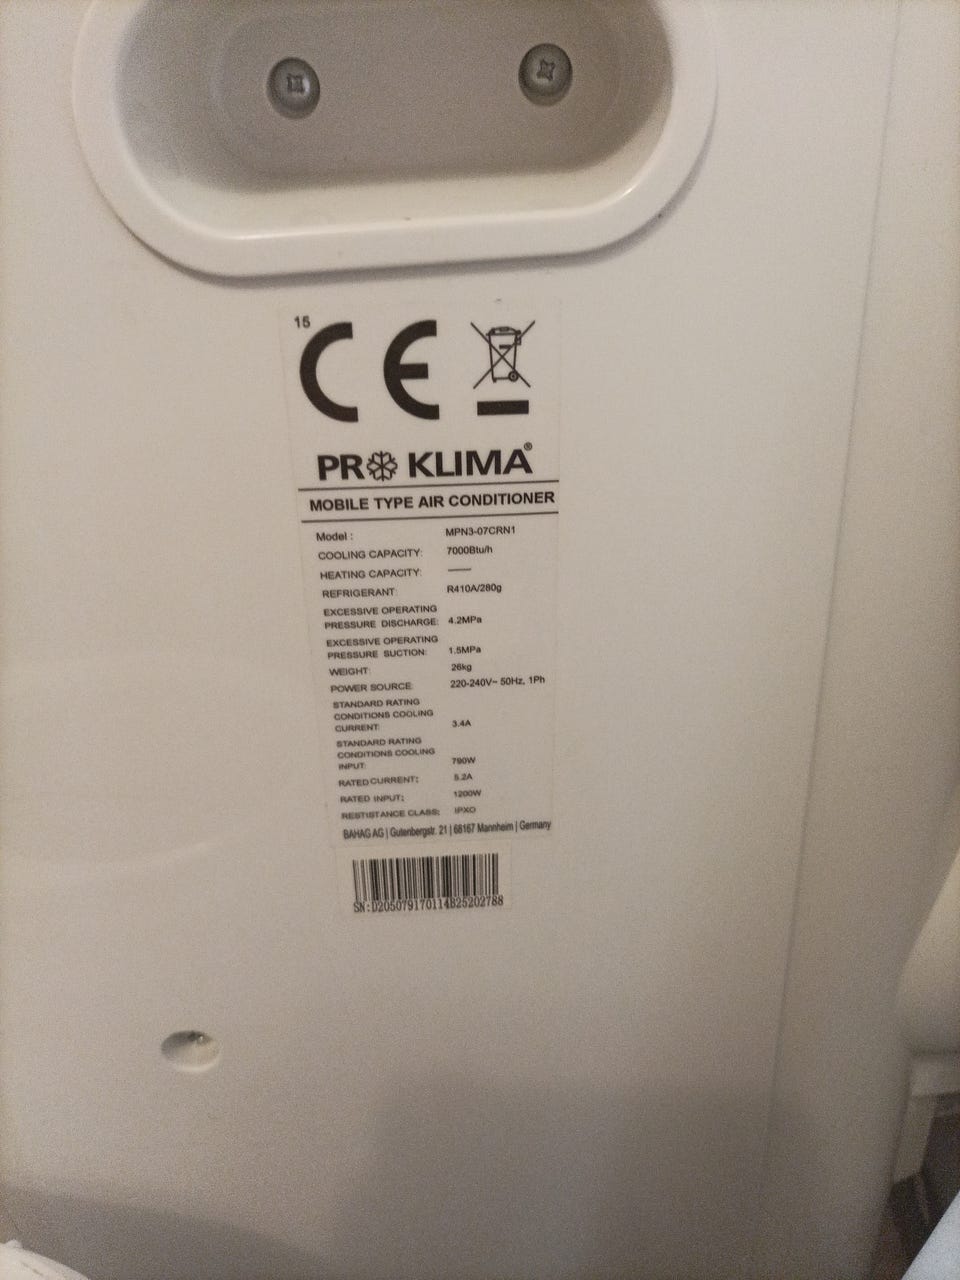 15
CE
PRO KLIMA®
MOBILE TYPE AIR CONDITIONER
Model : MPN3-07CRN1
COOLING CAPACITY: 7000Btu/h
HEATING CAPACITY: ——
REFRIGERANT: R410A/280g
EXCESSIVE OPERATING
PRESSURE DISCHARGE: 4.2MPa
EXCESSIVE OPERATING
PRESSURE SUCTION: 1.5MPa
WEIGHT: 26kg
POWER SOURCE: 220-240V~ 50Hz, 1Ph
STANDARD RATING
CONDITIONS COOLING
CURRENT: 3.4A
STANDARD RATING
CONDITIONS COOLING
INPUT: 790W
RATED CURRENT; 5.2A
RATED INPUT; 1200W
RESTISTANCE CLASS; IPXO
BAHAG AG | Gutenbergstr. 21 | 68167 Mannheim | Germany
SN:D205079170114B25202788